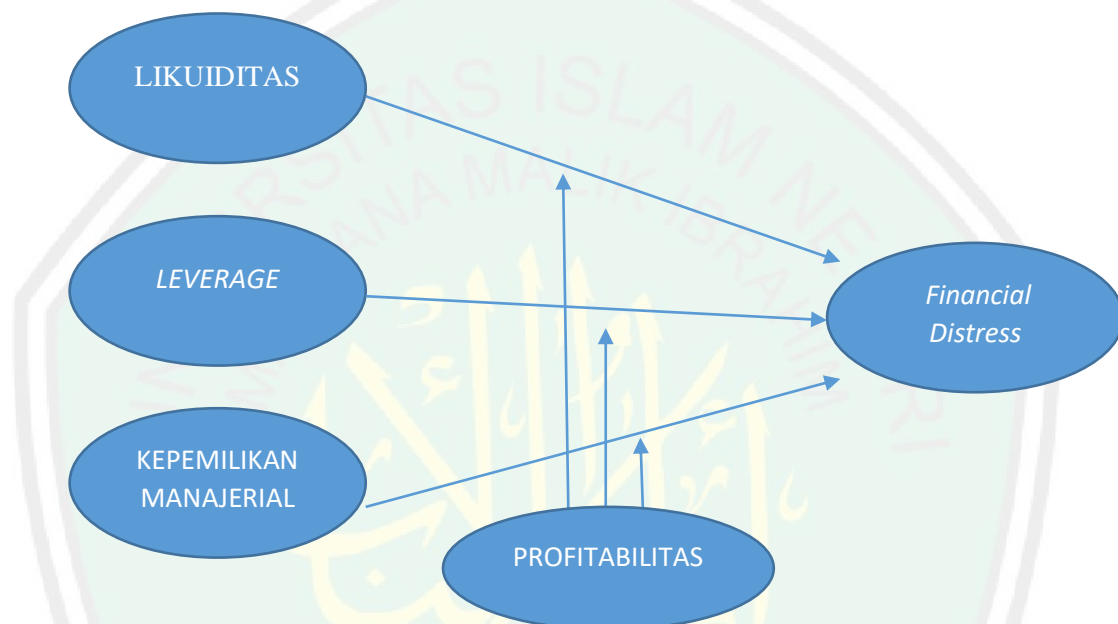 LIKUIDITAS
LEVERAGE
Financial
Distress
KEPEMILIKAN
MANAJERIAL
PROFITABILITAS